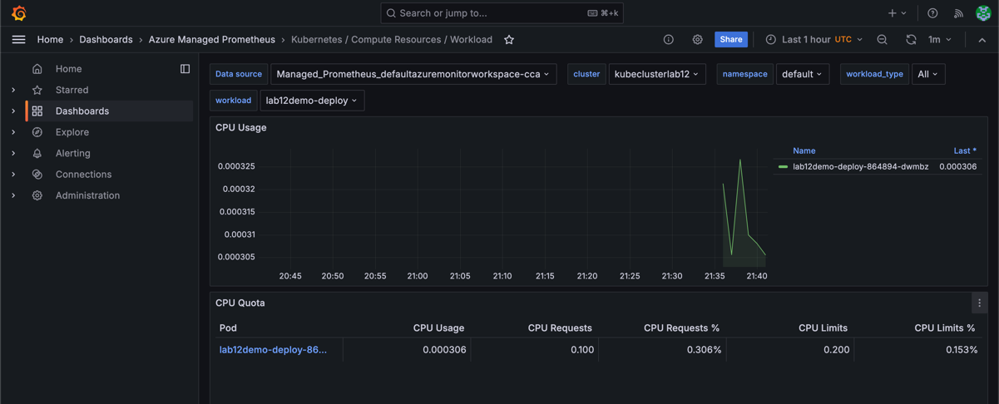 Search or jump to... ⌘+k
Home > Dashboards > Azure Managed Prometheus > Kubernetes / Compute Resources / Workload
Share Last 1 hour UTC 1m
Home
Starred
Dashboards
Explore
Alerting
Connections
Administration
Data source Managed_Prometheus_defaultazuremonitorworkspace-cca cluster kubeclusterlab12 namespace default workload_type All
workload lab12demo-deploy
CPU Usage
0.000325
0.00032
0.000315
0.00031
0.000305
20:45 20:50 20:55 21:00 21:05 21:10 21:15 21:20 21:25 21:30 21:35 21:40
Name Last *
lab12demo-deploy-864894-dwmbz 0.000306
CPU Quota
Pod CPU Usage CPU Requests CPU Requests % CPU Limits CPU Limits %
lab12demo-deploy-86... 0.000306 0.100 0.306% 0.200 0.153%